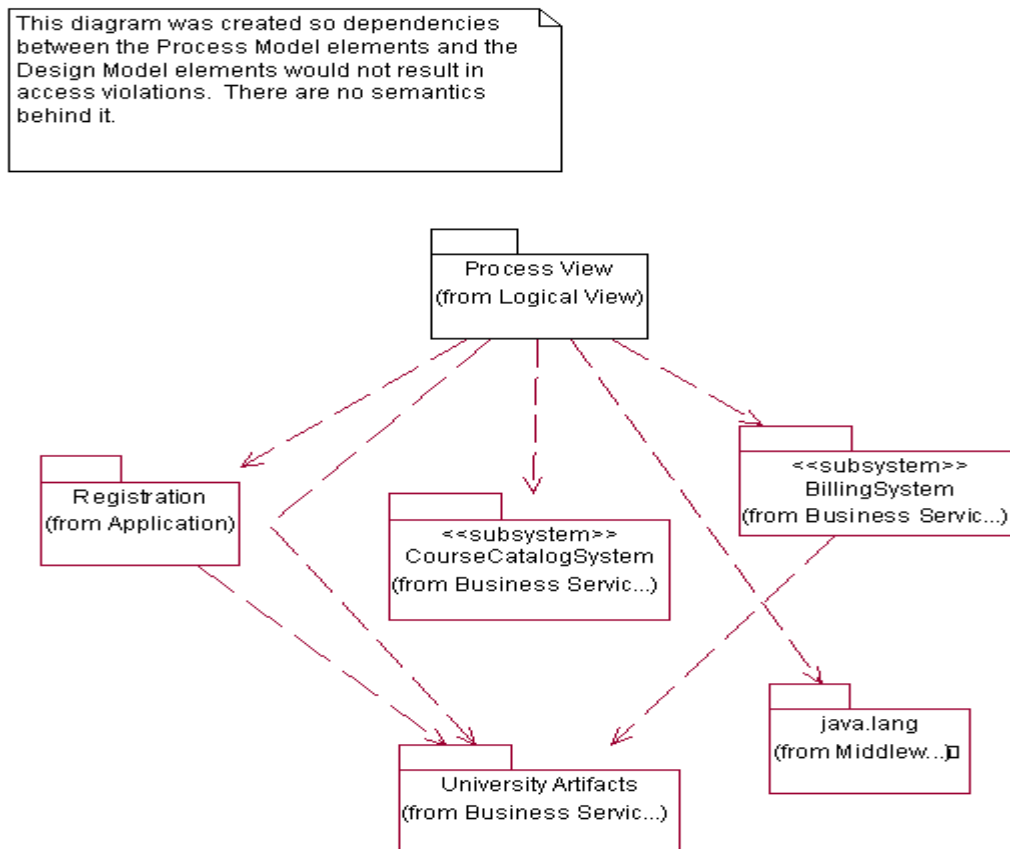 This diagram was created so dependencies
between the Process Model elements and the
Design Model elements would not result in
access violations.  There are no semantics
behind it.
Process View
(from Logical View)
Registration
(from Application)
<<subsystem>>
CourseCatalogSystem
(from Business Servic...)
<<subsystem>>
BillingSystem
(from Business Servic...)
University Artifacts
(from Business Servic...)
java.lang
(from Middlew...)